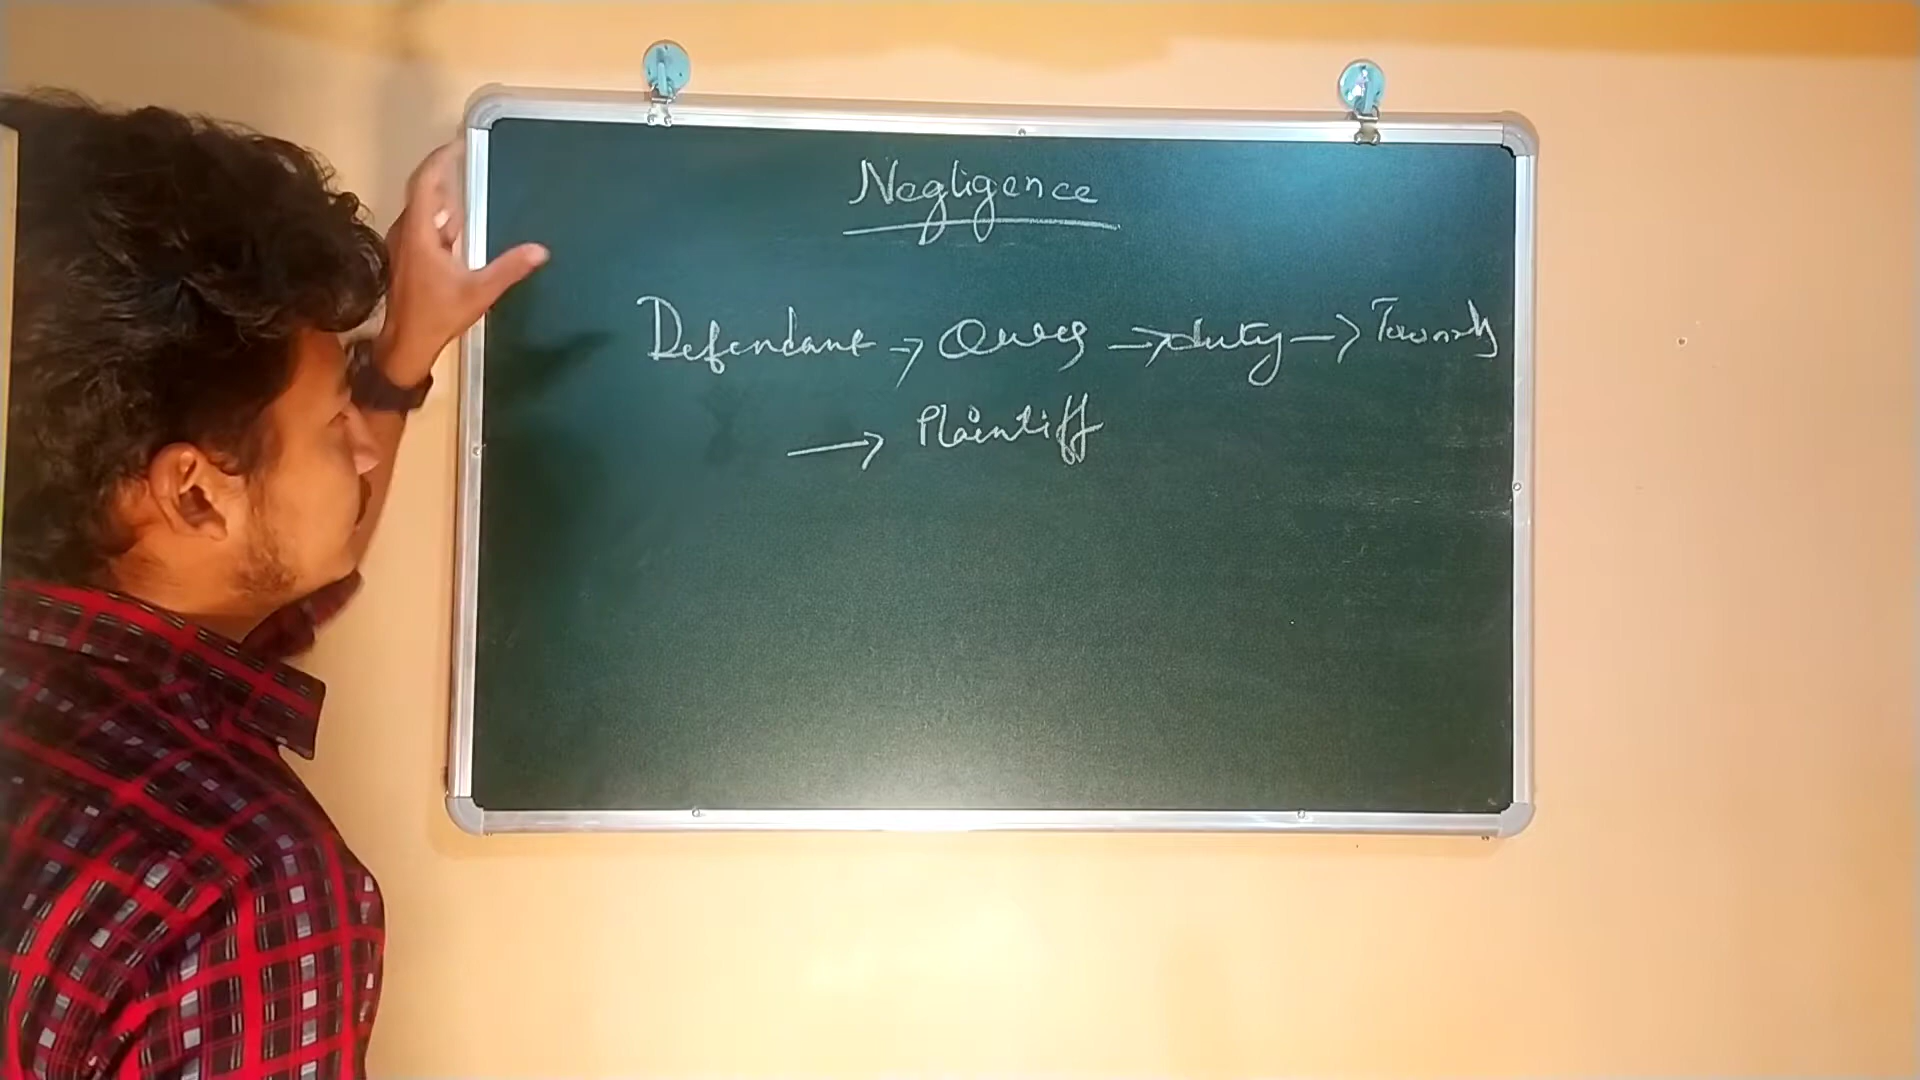 Negligence
Defendant → Owes → duty → Towards
→ Plaintiff